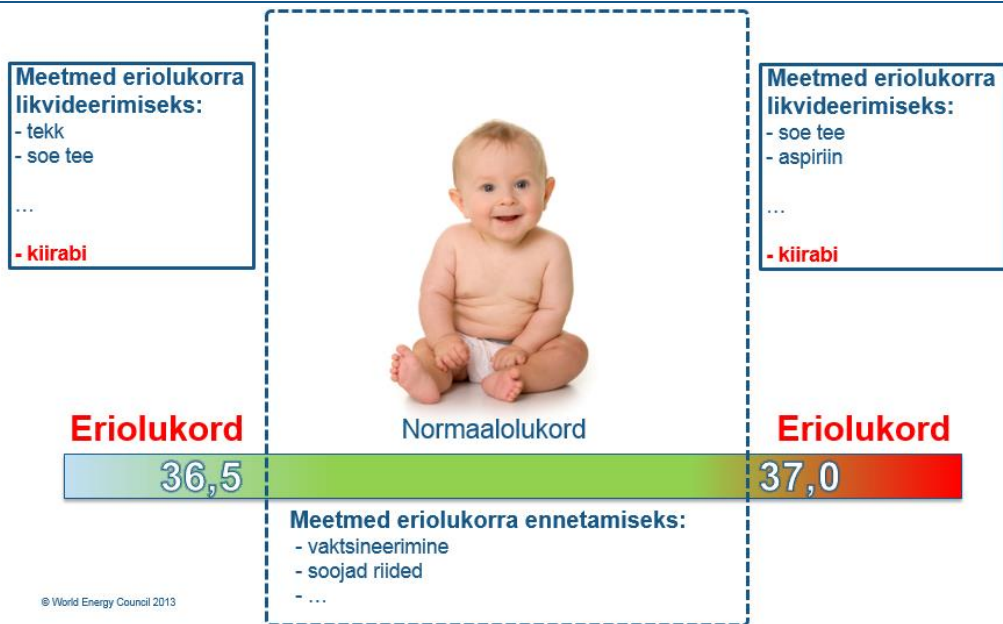 Meetmed eriolukorra
likvideerimiseks:
- tekk
- soe tee
...
- kiirabi
Meetmed eriolukorra
likvideerimiseks:
- soe tee
- aspiriin
...
- kiirabi
Eriolukord
Normaalolukord
Eriolukord
36,5
37,0
Meetmed eriolukorra ennetamiseks:
- vaktsineerimine
- soojad riided
- ...
© World Energy Council 2013